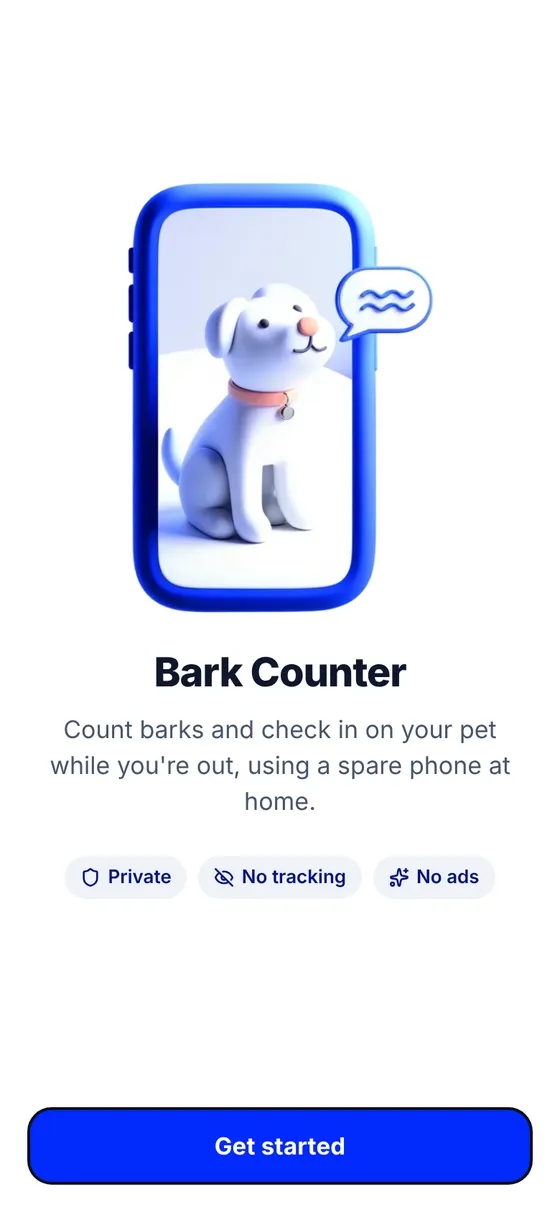 Bark Counter
Count barks and check in on your pet
while you're out, using a spare phone at
home.
Private
No tracking
No ads
Get started